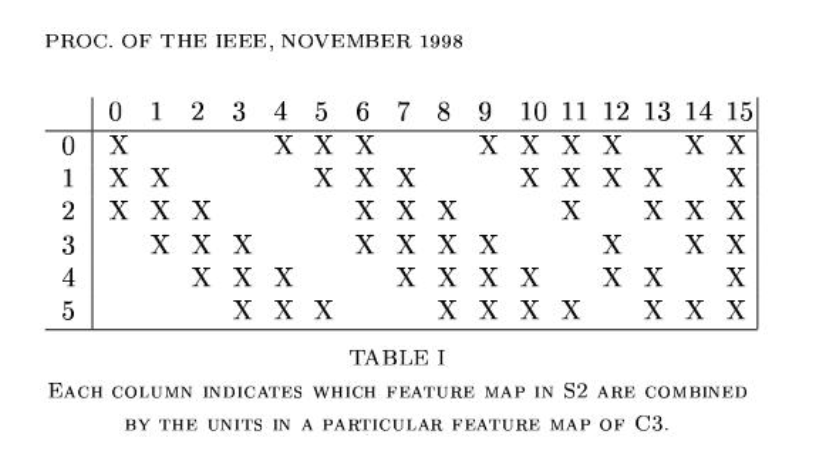 PROC. OF THE IEEE, NOVEMBER 1998
0 1 2 3 4 5 6 7 8 9 10 11 12 13 14 15
0 X X X X X X X X X X
1 X X X X X X X X X X
2 X X X X X X X X X X
3 X X X X X X X X X X
4 X X X X X X X X X X
5 X X X X X X X X X X
TABLE I
Each column indicates which feature map in S2 are combined
by the units in a particular feature map of C3.